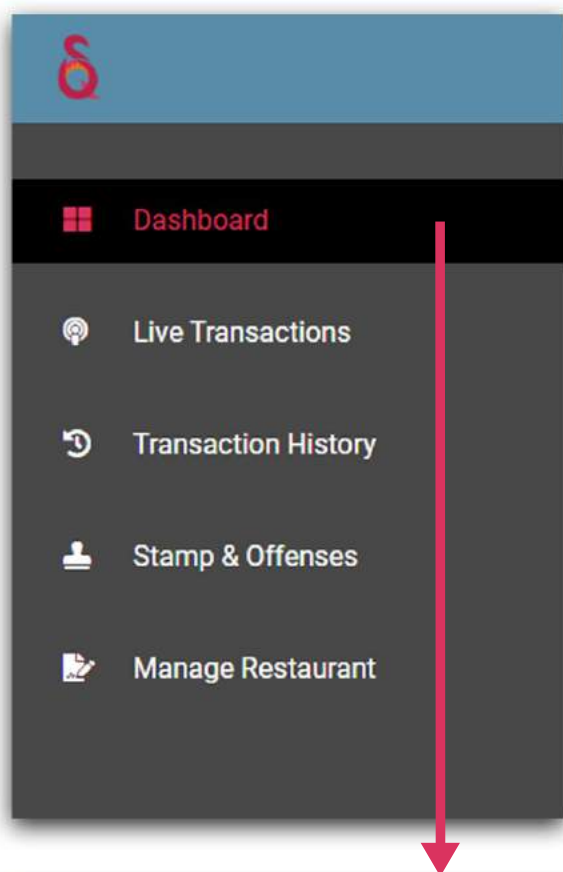 Dashboard
Live Transactions
Transaction History
Stamp & Offenses
Manage Restaurant